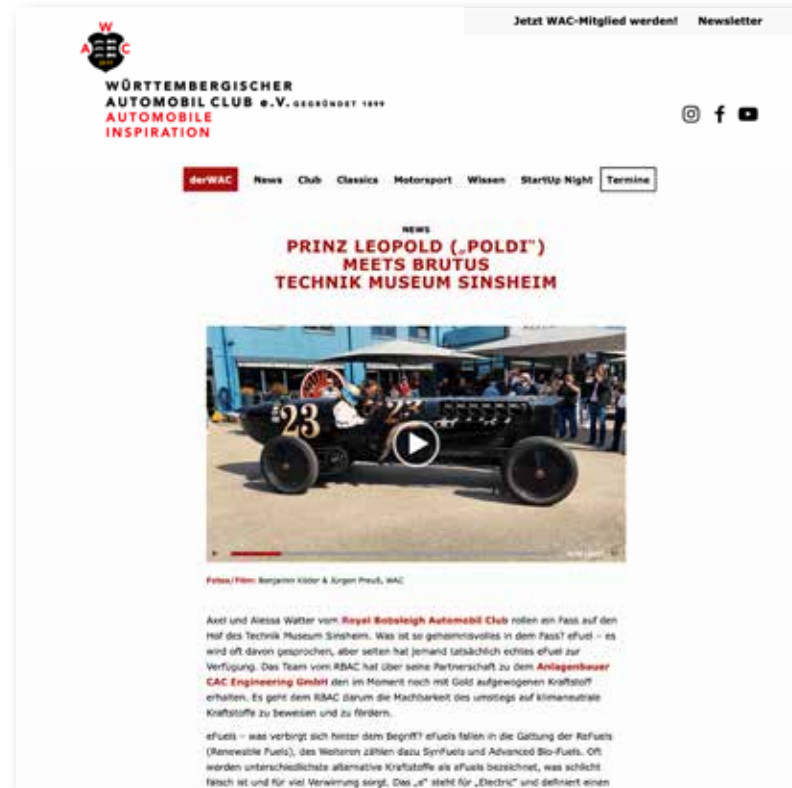 Jetzt WAC-Mitglied werden! Newsletter
W
A C
WÜRTTEMBERGISCHER
AUTOMOBIL CLUB e.V. GEGRÜNDET 1899
AUTOMOBILE
INSPIRATION
derWAC News Club Classics Motorsport Wissen StartUp Night Termine
NEWS
PRINZ LEOPOLD („POLDI")
MEETS BRUTUS
TECHNIK MUSEUM SINSHEIM
23 23
Fotos/Film: Benjamin & Jürgen Preuß, WAC
Axel und Alessa Watter vom Royal Bobsleigh Automobil Club rollen ein Fass auf den
Hof des Technik Museum Sinsheim. Was ist so geheimnisvolles in dem Fass? eFuel – es
wird oft davon gesprochen, aber selten hat jemand tatsächlich echtes eFuel zur
Verfügung. Das Team vom RBAC hat über seine Partnerschaft zu dem Anlagenbauer
CAC Engineering GmbH den im Moment noch mit Gold aufgewogenen Kraftstoff
erhalten. Es geht dem RBAC darum die Machbarkeit des umstiegs auf klimaneutrale
Kraftstoffe zu beweisen und zu fördern.
eFuels – was verbirgt sich hinter dem Begriff? eFuels fallen in die Gattung der ReFuels
(Renewable Fuels), des Weiteren zählen dazu SynFuels und Advanced Bio-Fuels. Oft
werden unterschiedlichste alternative Kraftstoffe als eFuels bezeichnet, was schlicht
falsch ist und für viel Verwirrung sorgt. Das „e" steht für „Electric" und definiert einen